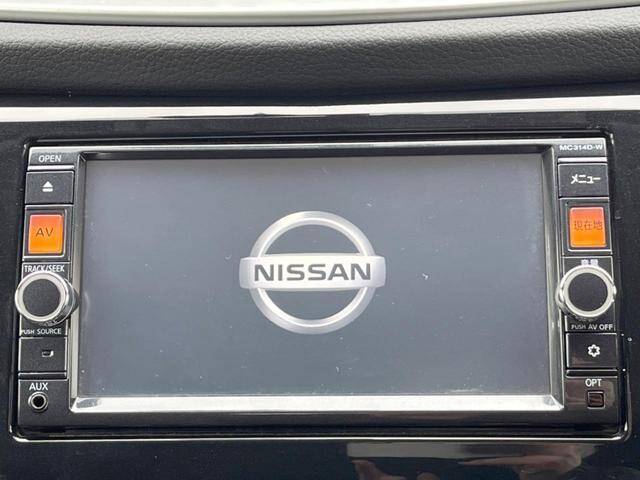 OPEN
MC314D-W
メニュー
AV
現在地
TRACK/SEEK
NISSAN
PUSH SOURCE
PUSH AV OFF
AUX
OPT